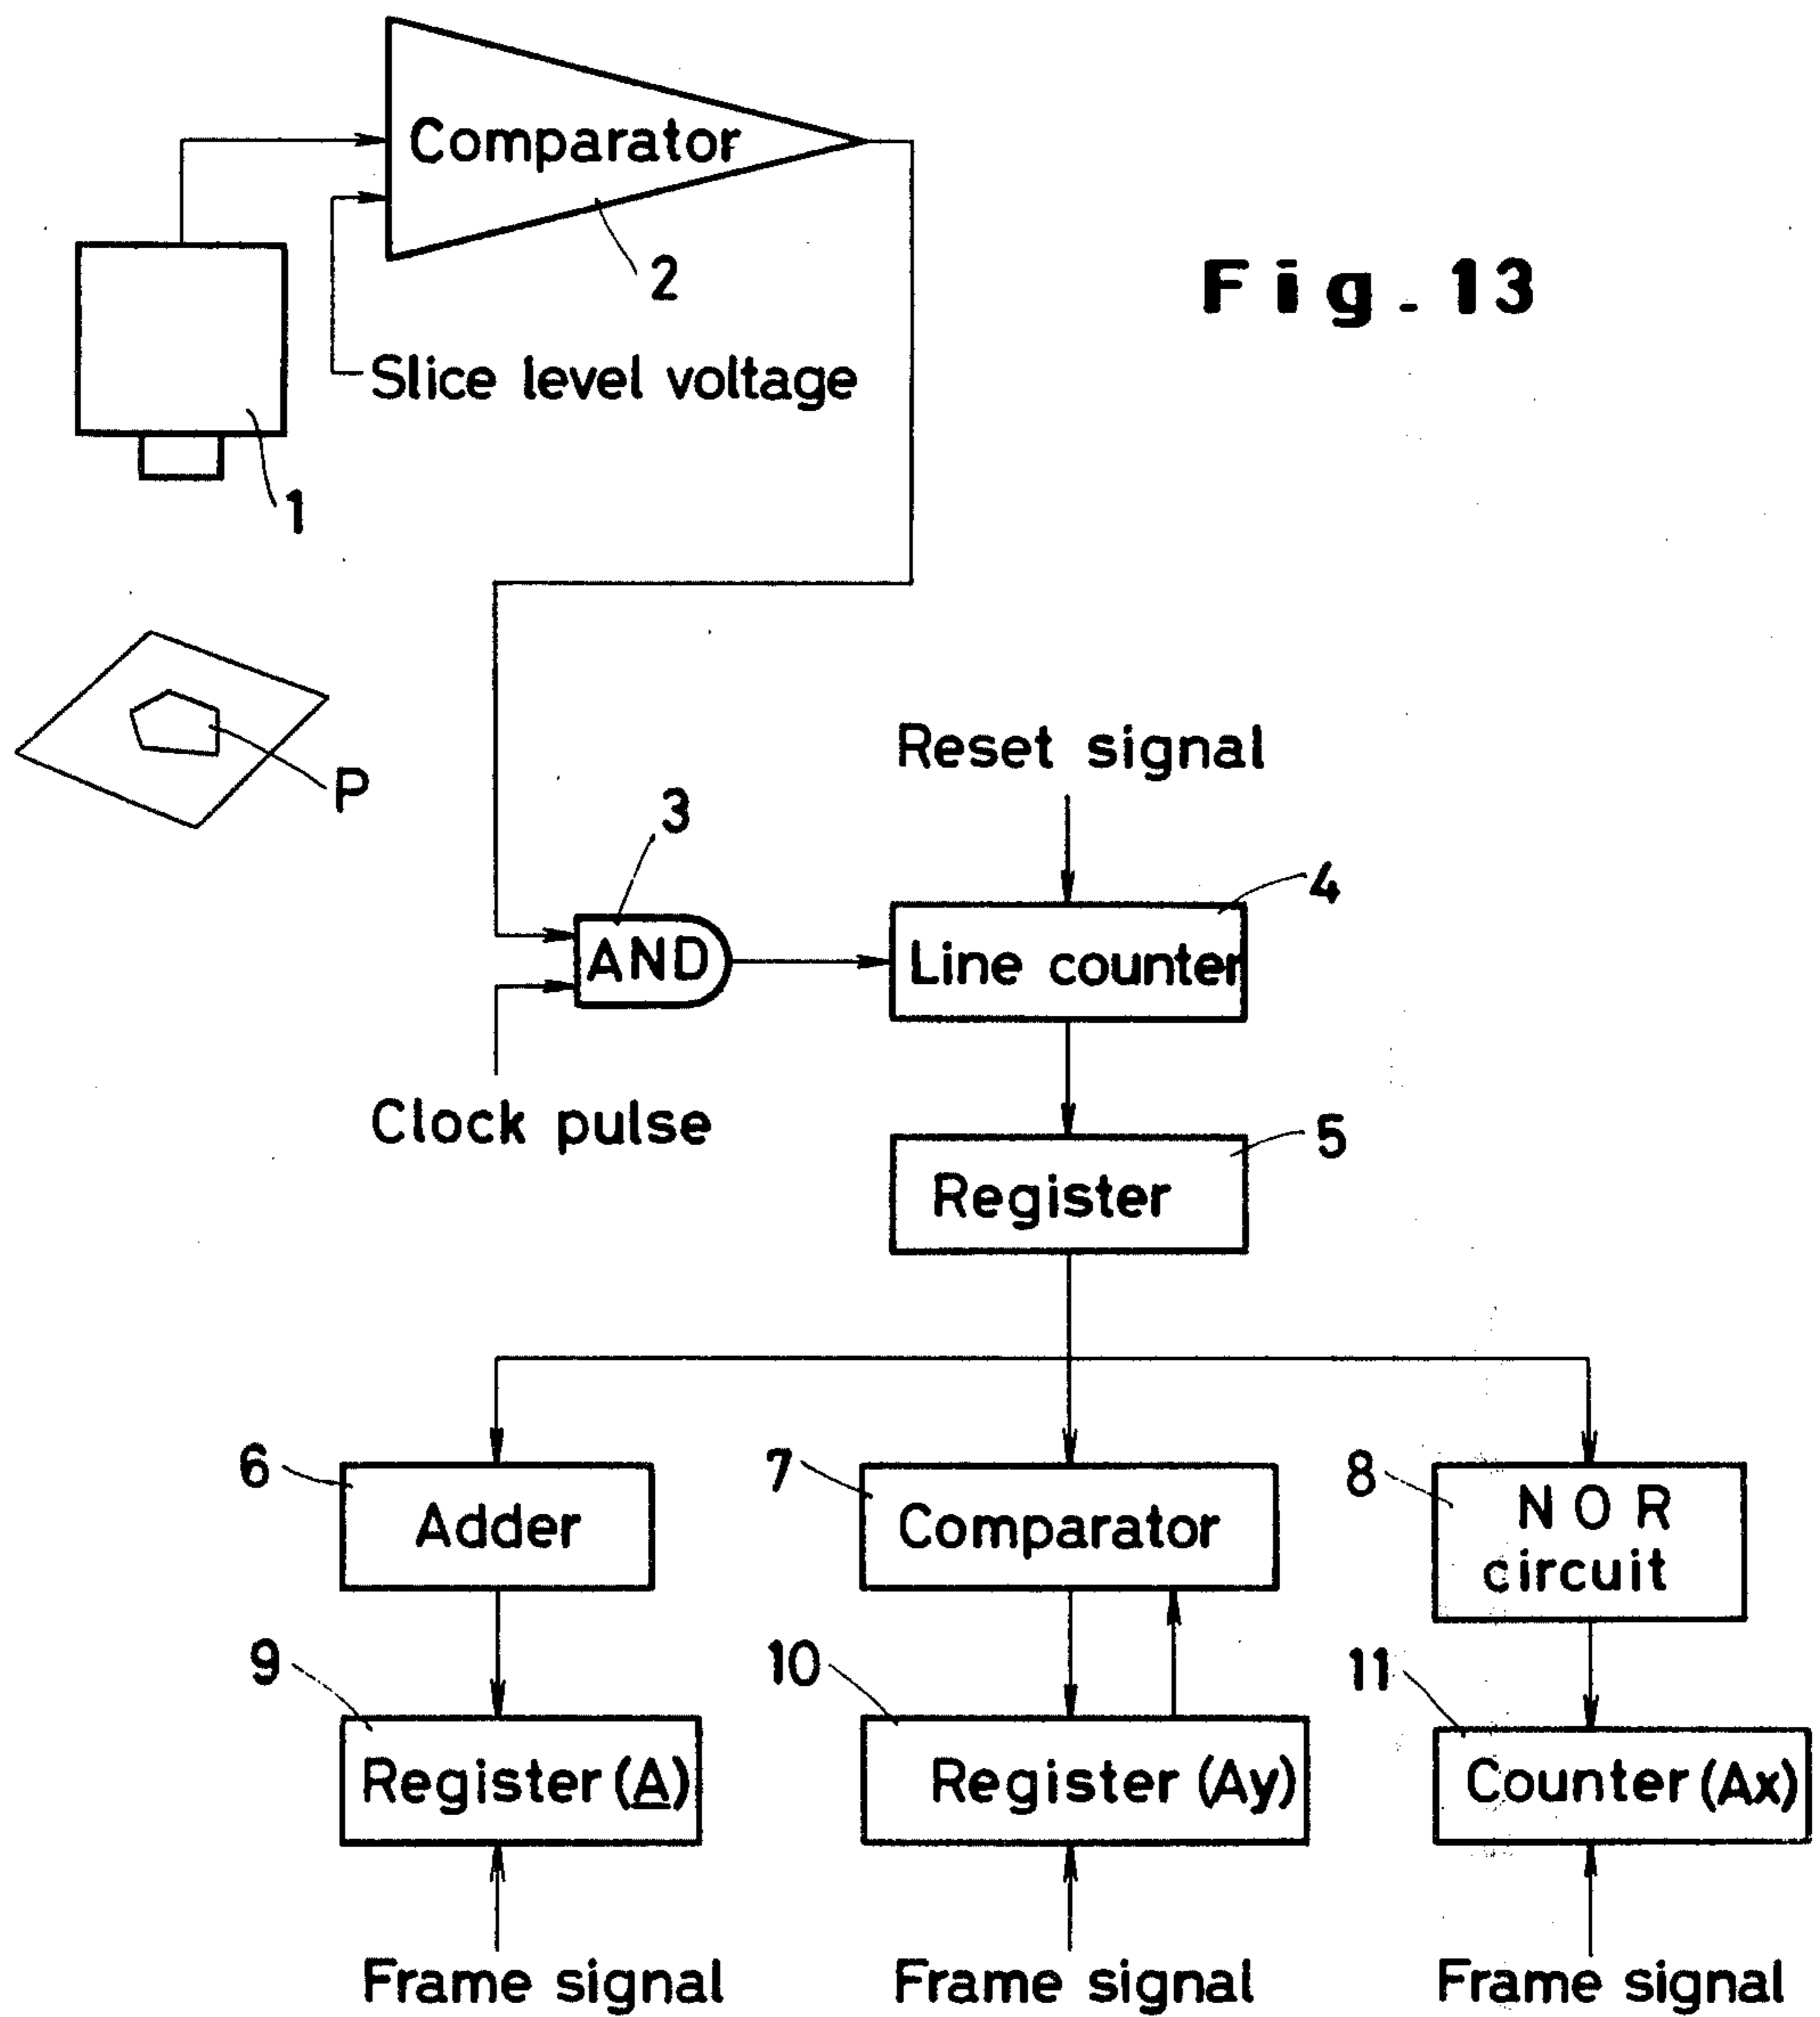 Comparator
2
Fig. 13
Slice level voltage
1
P
Reset signal
3
4
AND
Line counter
Clock pulse
5
Register
6
7
8
Adder
Comparator
NOR
circuit
9
10
11
Register (A)
Register (Ay)
Counter (Ax)
Frame signal
Frame signal
Frame signal